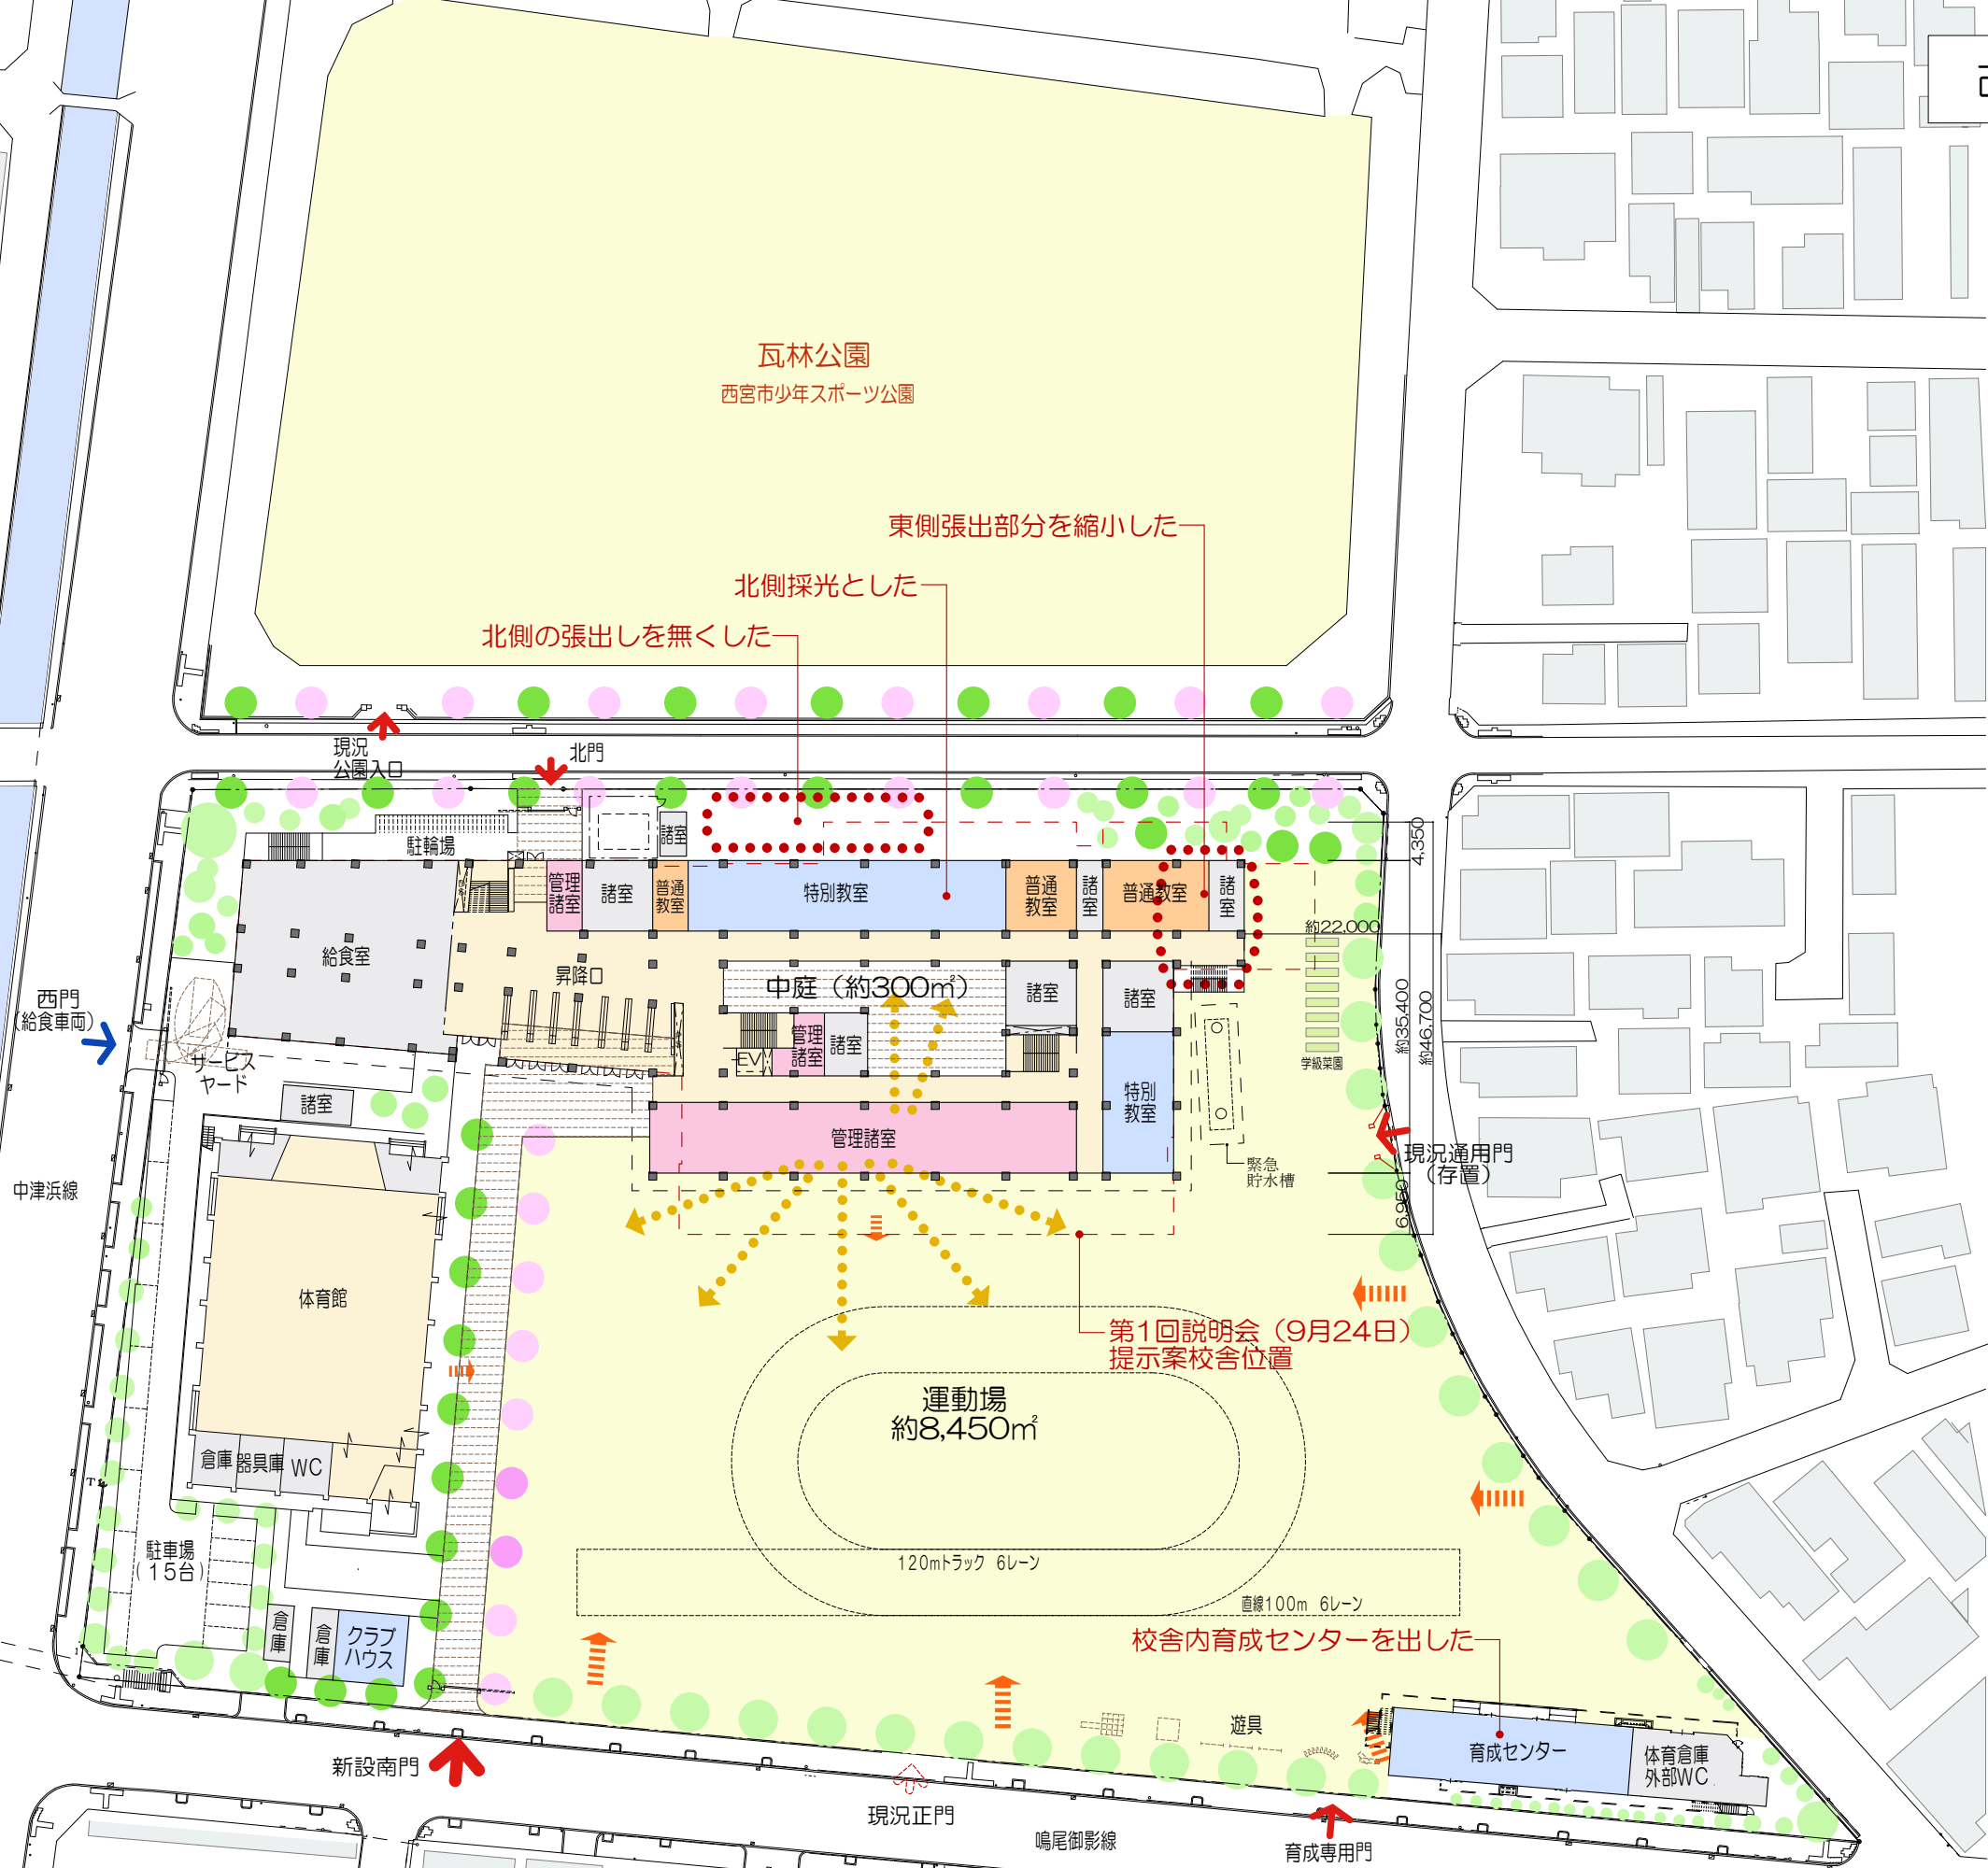 瓦林公園
西宮市少年スポーツ公園
東側張出部分を縮小した
北側採光とした
北側の張出しを無くした
現況
公園入口
北門
駐輪場
諸室
4,350
管理
諸室
諸室
普通
教室
特別教室
普通
教室
諸
室
普通教室
諸
室
給食室
昇降口
中庭（約300㎡）
諸室
諸室
約22,000
約35,400
約46,700
西門
(給食車両)
サービス
ヤード
EV
管理
諸室
諸室
学級菜園
諸室
特別
教室
管理諸室
緊急
貯水槽
現況通用門
（存置）
6,950
中津浜線
体育館
第1回説明会（9月24日）
提示案校舎位置
運動場
約8,450㎡
倉庫
器具庫
WC
駐車場
(15台)
120mトラック 6レーン
直線100m 6レーン
倉
庫
倉
庫
クラブ
ハウス
校舎内育成センターを出した
遊具
育成センター
体育倉庫
外部WC
新設南門
現況正門
鳴尾御影線
育成専用門